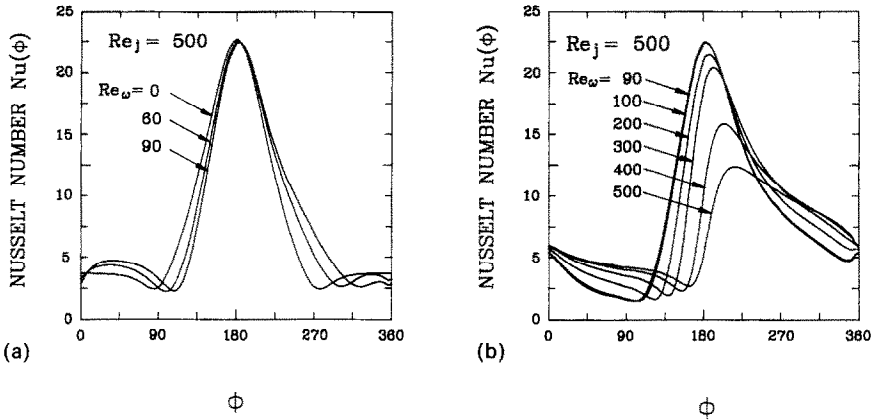 NUSSELT NUMBER Nu(ϕ)
25
20
15
10
5
0
Re_j = 500
Re_ω = 0
60
90
0 90 180 270 360
Φ
(a)
NUSSELT NUMBER Nu(ϕ)
25
20
15
10
5
0
Re_j = 500
Re_ω = 90
100
200
300
400
500
0 90 180 270 360
Φ
(b)